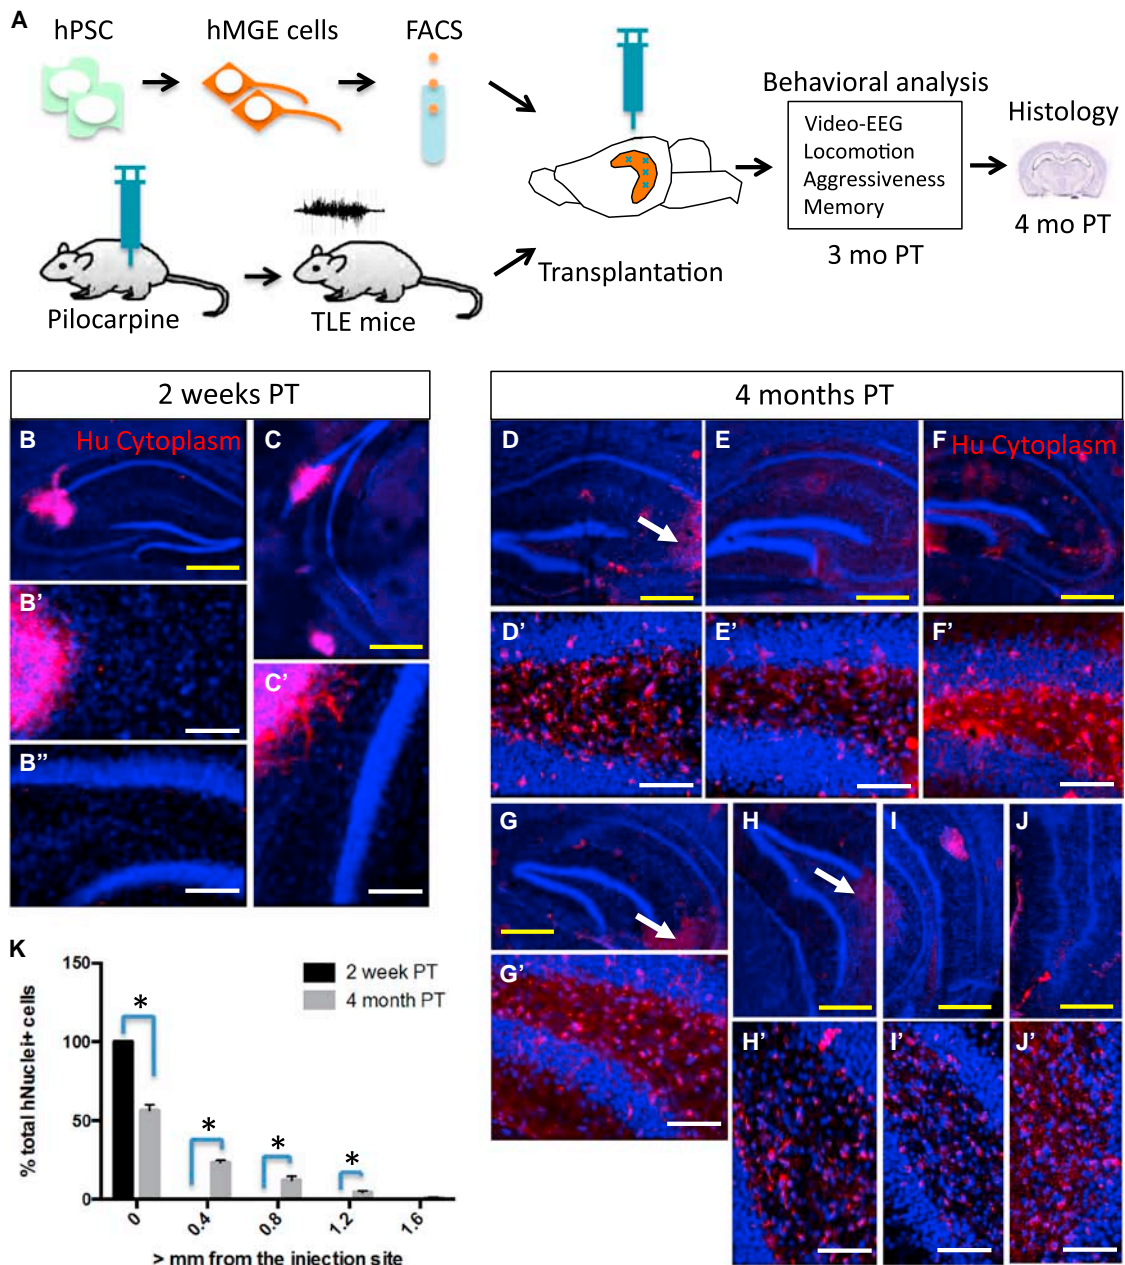 A
hPSC
hMGE cells
FACS
Behavioral analysis
Video-EEG
Locomotion
Aggressiveness
Memory
3 mo PT
Histology
4 mo PT
Pilocarpine
TLE mice
Transplantation
2 weeks PT
B
Hu Cytoplasm
C
B’
C’
B”
4 months PT
D
E
F
Hu Cytoplasm
D’
E’
F’
G
H
I
J
G’
H’
I’
J’
K
% total hNuclei+ cells
150
100
50
0
2 week PT
4 month PT
*
*
*
*
0
0.4
0.8
1.2
1.6
> mm from the injection site